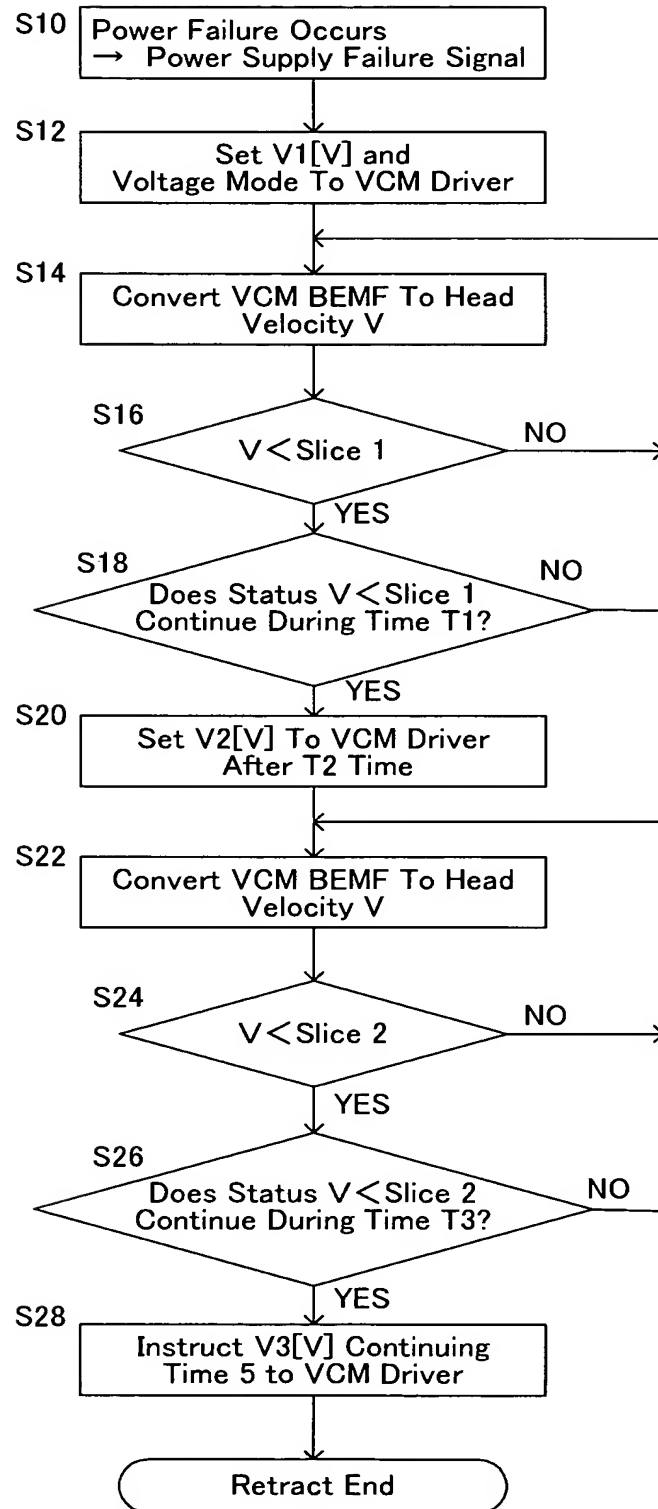 S10
Power Failure Occurs
→ Power Supply Failure Signal
S12
Set V1[V] and
Voltage Mode To VCM Driver
S14
Convert VCM BEMF To Head
Velocity V
S16
V<Slice 1
NO
YES
S18
Does Status V<Slice 1
Continue During Time T1?
NO
YES
S20
Set V2[V] To VCM Driver
After T2 Time
S22
Convert VCM BEMF To Head
Velocity V
S24
V<Slice 2
NO
YES
S26
Does Status V<Slice 2
Continue During Time T3?
NO
YES
S28
Instruct V3[V] Continuing
Time 5 to VCM Driver
Retract End